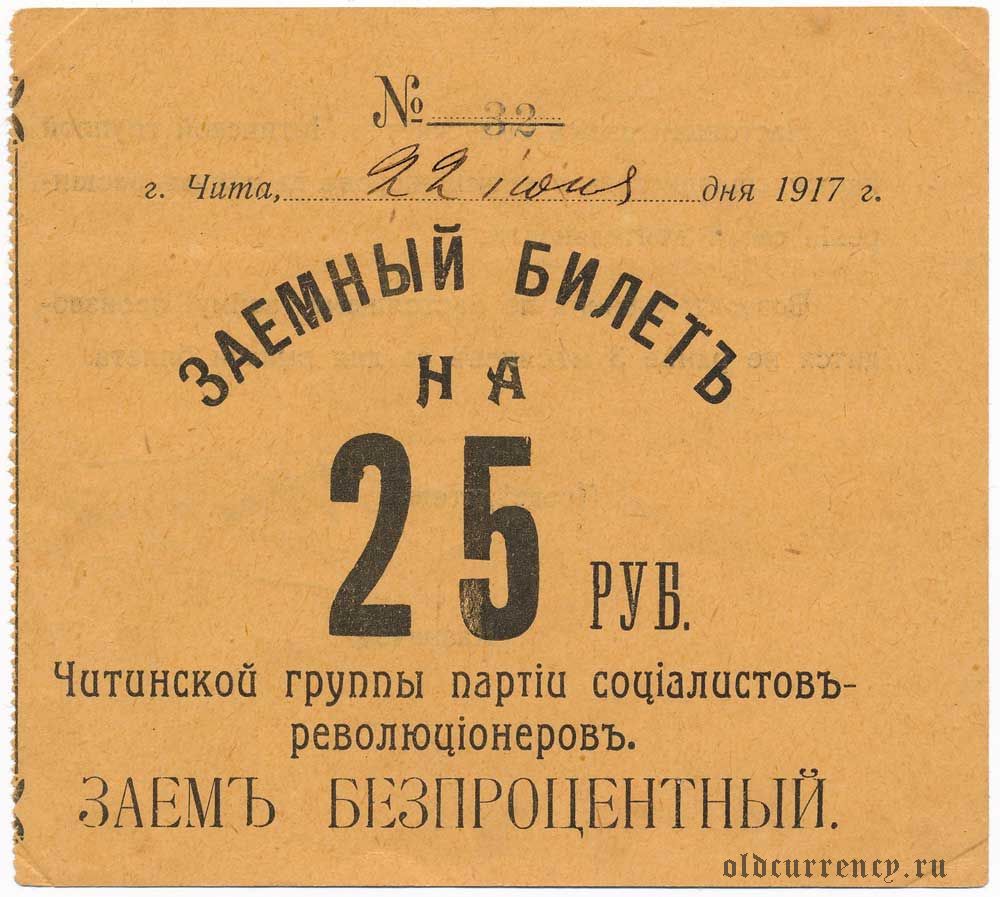 № 32
г. Чита, 22 іюня дня 1917 г.
ЗАЕМНЫЙ БИЛЕТЪ
НА
25 РУБ.
Читинской группы партіи соціалистовъ-
революціонеровъ.
ЗАЕМЪ БЕЗПРОЦЕНТНЫЙ.
oldcurrency.ru